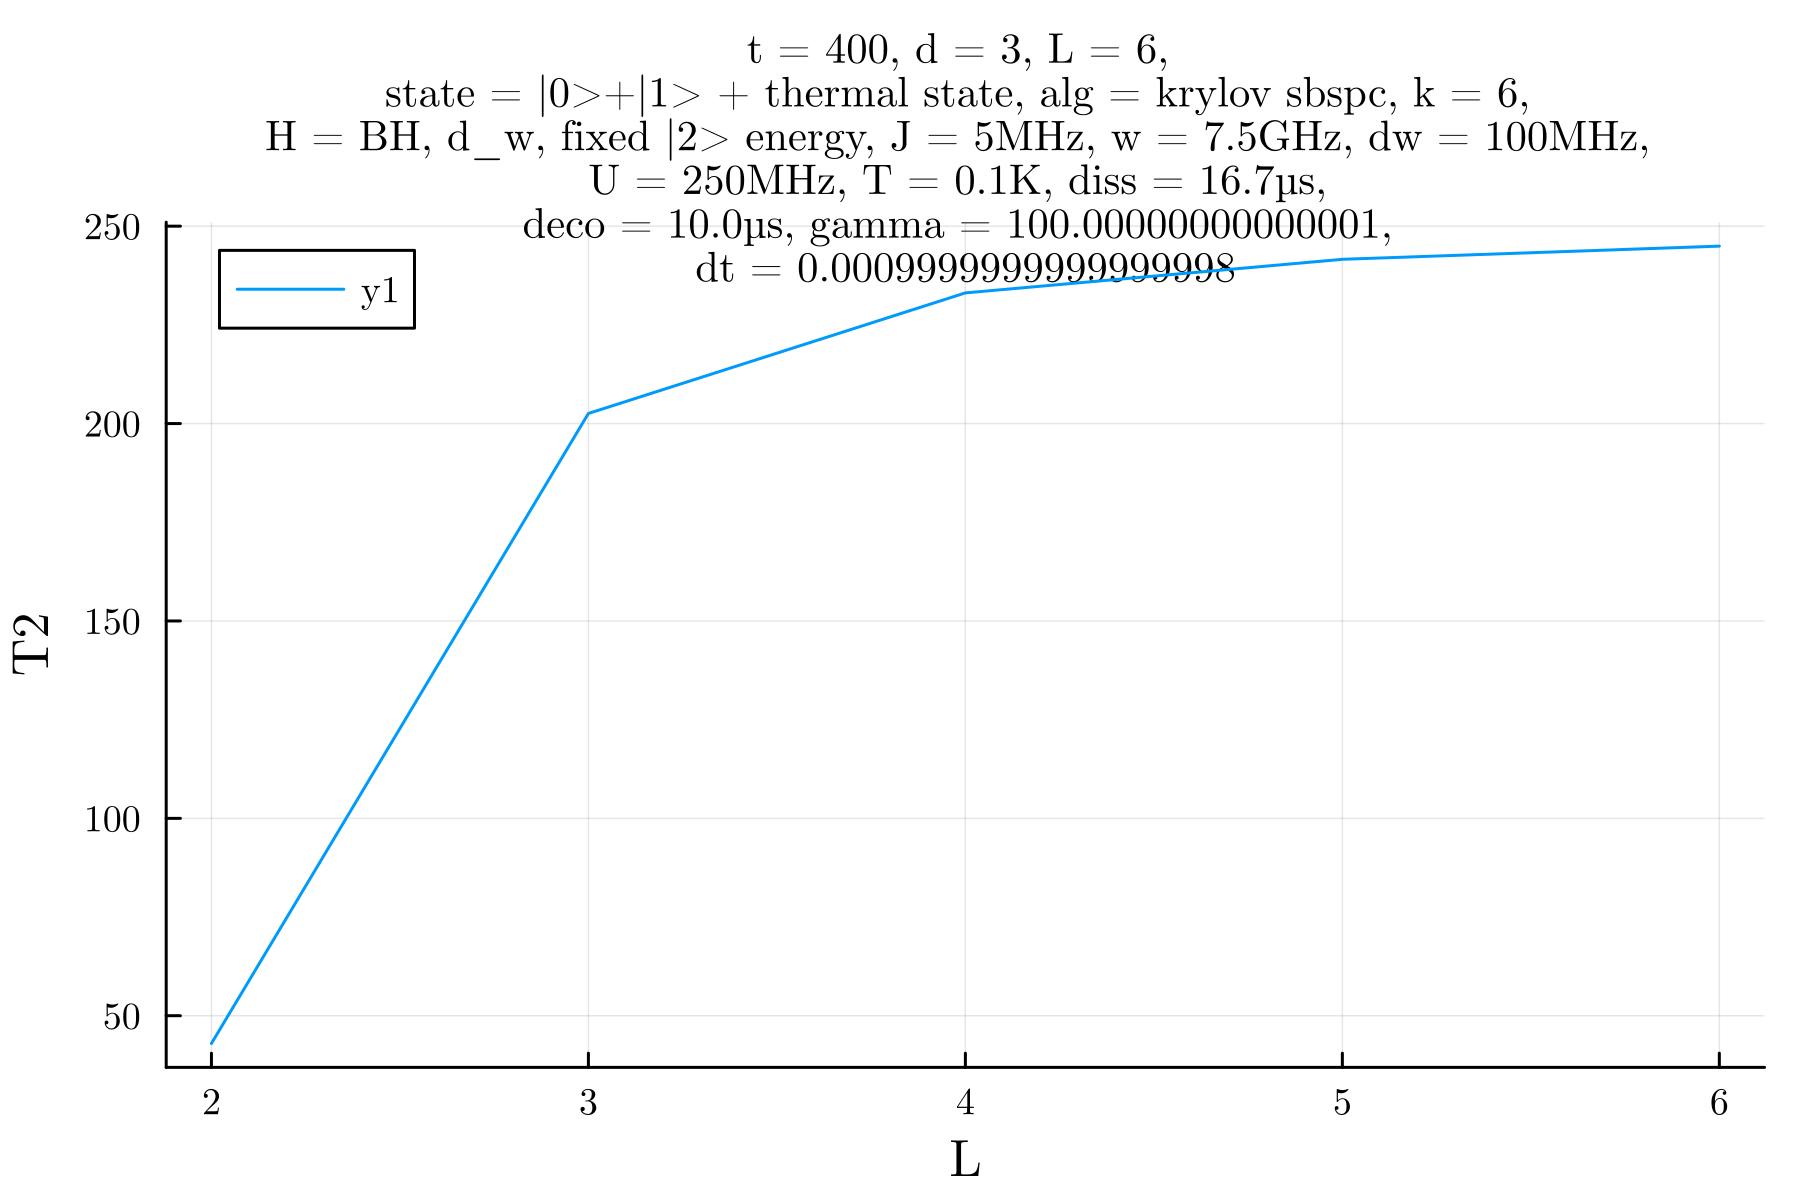 t = 400, d = 3, L = 6,
state = |0>+|1> + thermal state, alg = krylov sbspc, k = 6,
H = BH, d_w, fixed |2> energy, J = 5MHz, w = 7.5GHz, dw = 100MHz,
U = 250MHz, T = 0.1K, diss = 16.7µs,
deco = 10.0µs, gamma = 100.00000000000001,
dt = 0.0009999999999999998
y1
250
200
150
100
50
T2
2 3 4 5 6
L